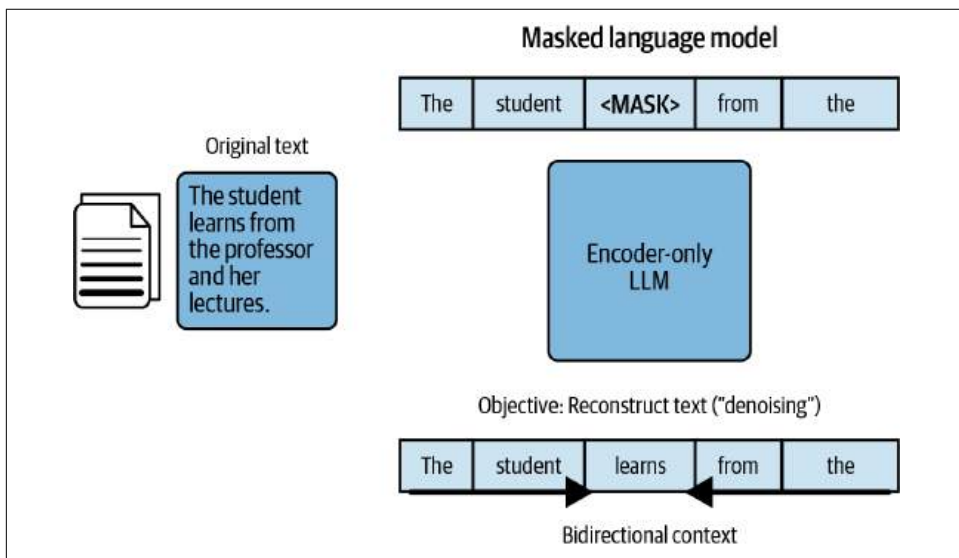 Masked language model
The student <MASK> from the
Original text
The student
learns from
the professor
and her
lectures.
Encoder-only
LLM
Objective: Reconstruct text ("denoising")
The student learns from the
Bidirectional context